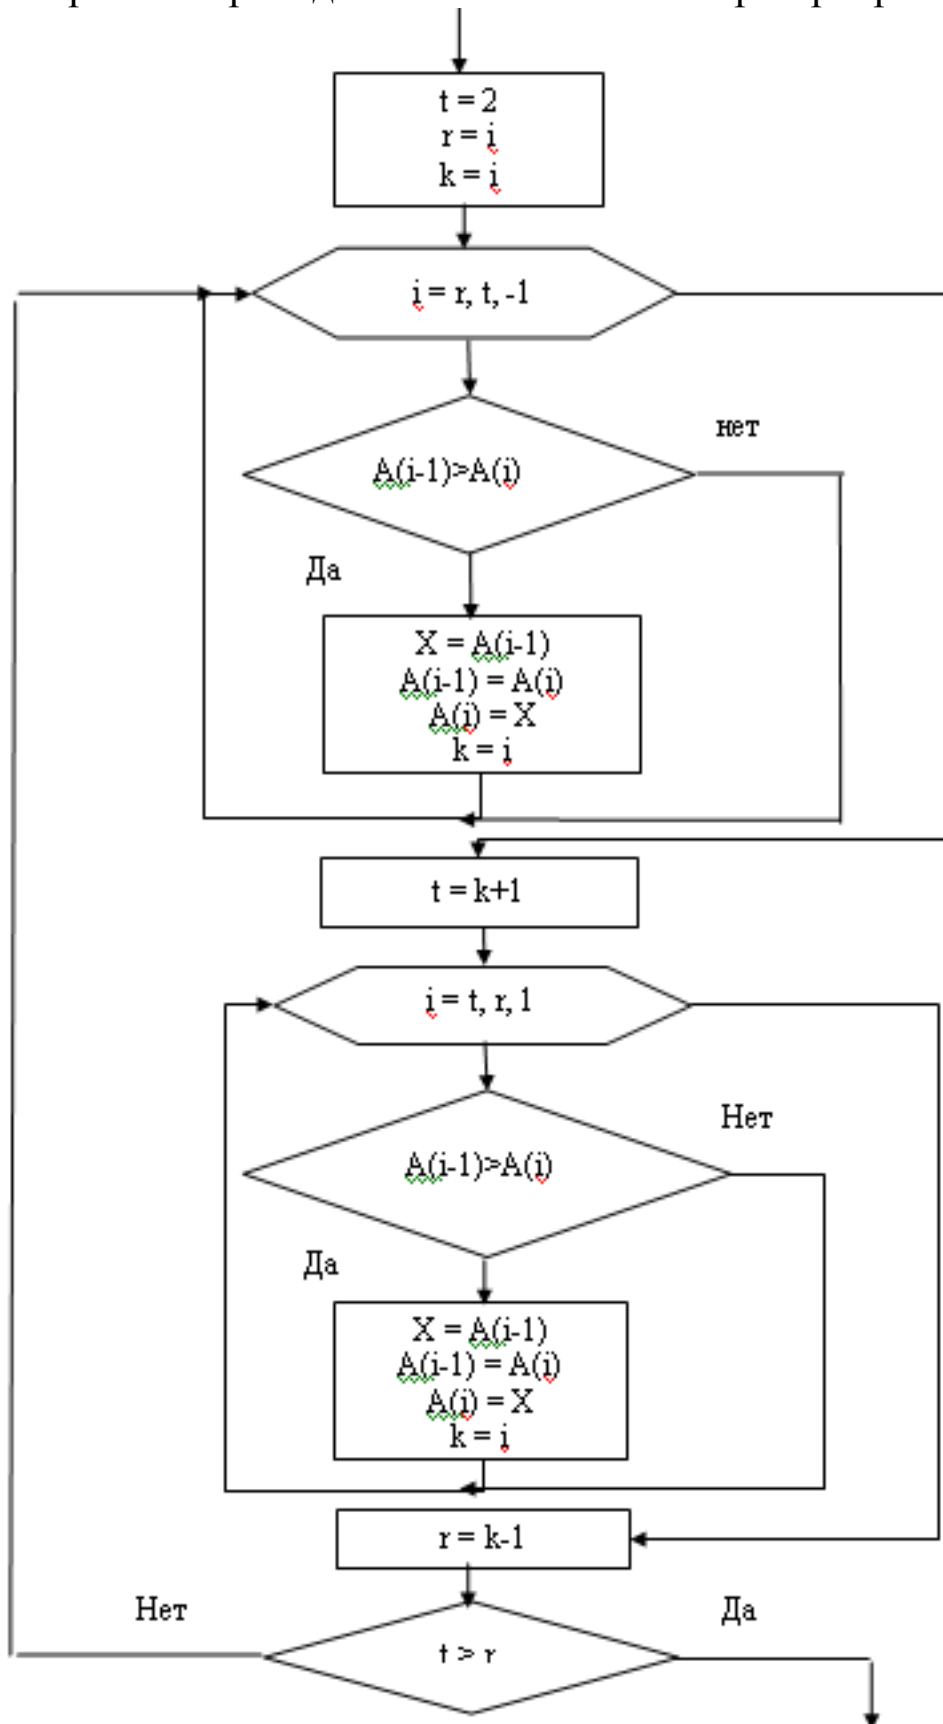 t = 2
r = i
k = i
i = r, t, -1
нет
A(i-1)>A(i)
Да
X = A(i-1)
A(i-1) = A(i)
A(i) = X
k = i
t = k+1
i = t, r, 1
Нет
A(i-1)>A(i)
Да
X = A(i-1)
A(i-1) = A(i)
A(i) = X
k = i
r = k-1
Нет
Да
t > r